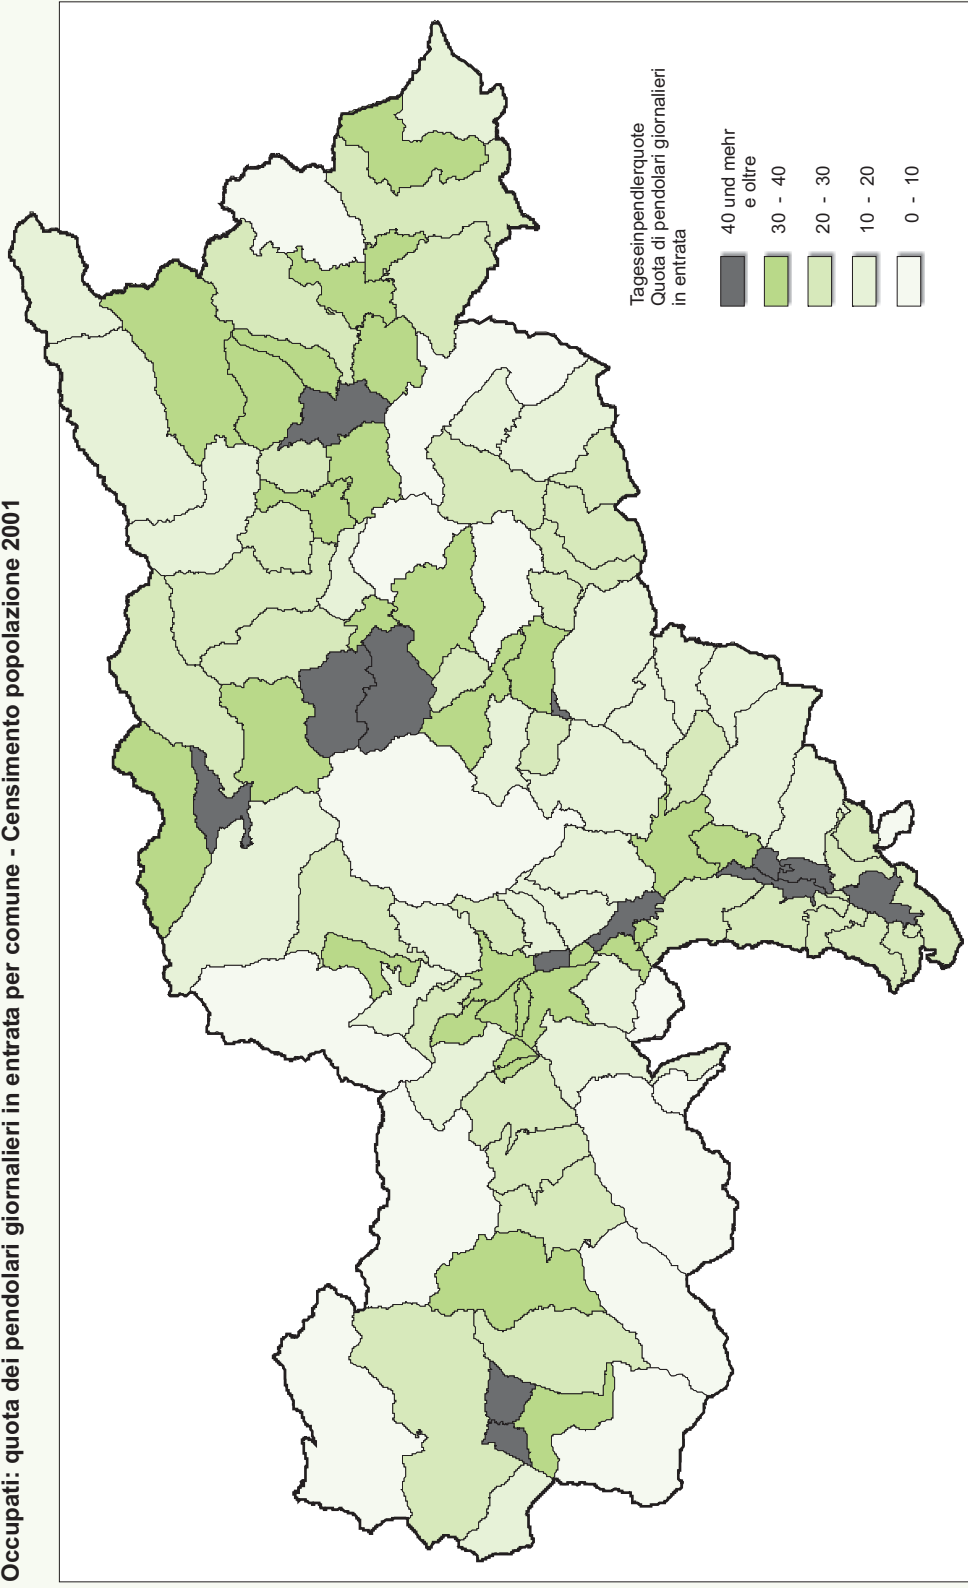 Occupati: quota dei pendolari giornalieri in entrata per comune - Censimento popolazione 2001
Tageseinpendlerquote
Quota di pendolari giornalieri
in entrata
40 und mehr
e oltre
30 - 40
20 - 30
10 - 20
0 - 10